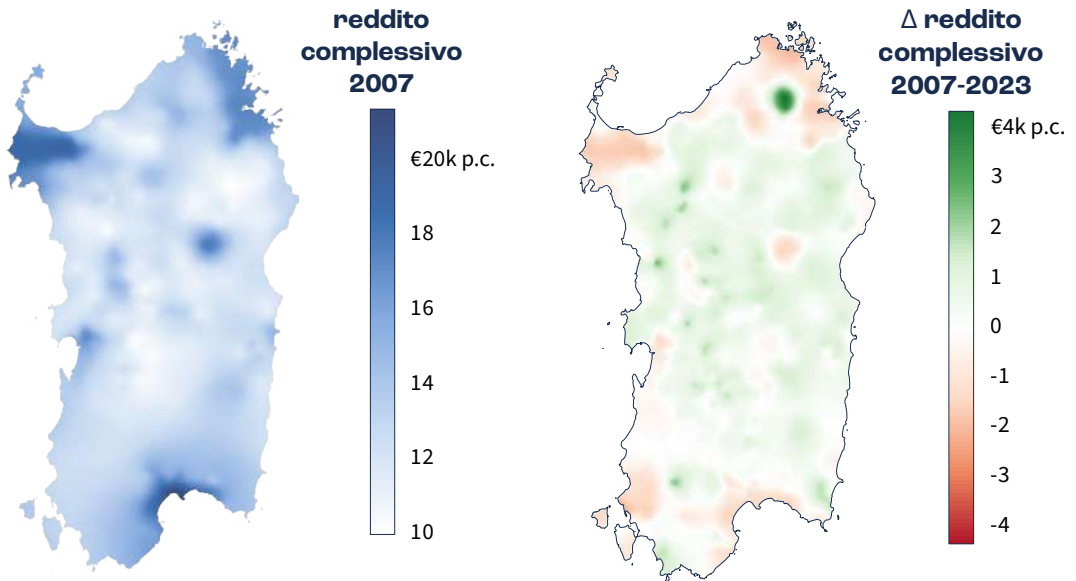 reddito
complessivo
2007
€20k p.c.
18
16
14
12
10
Δ reddito
complessivo
2007-2023
€4k p.c.
3
2
1
0
-1
-2
-3
-4